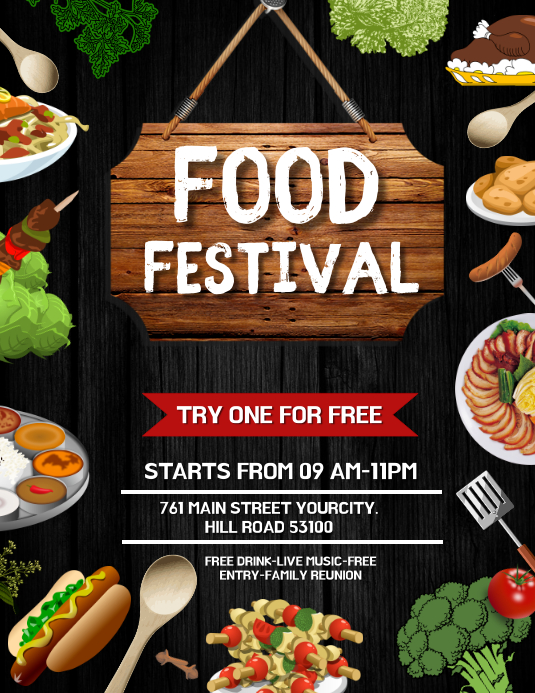 FOOD
FESTIVAL
TRY ONE FOR FREE
STARTS FROM 09 AM-11PM
761 MAIN STREET YOURCITY.
HILL ROAD 53100
FREE DRINK-LIVE MUSIC-FREE
ENTRY-FAMILY REUNION